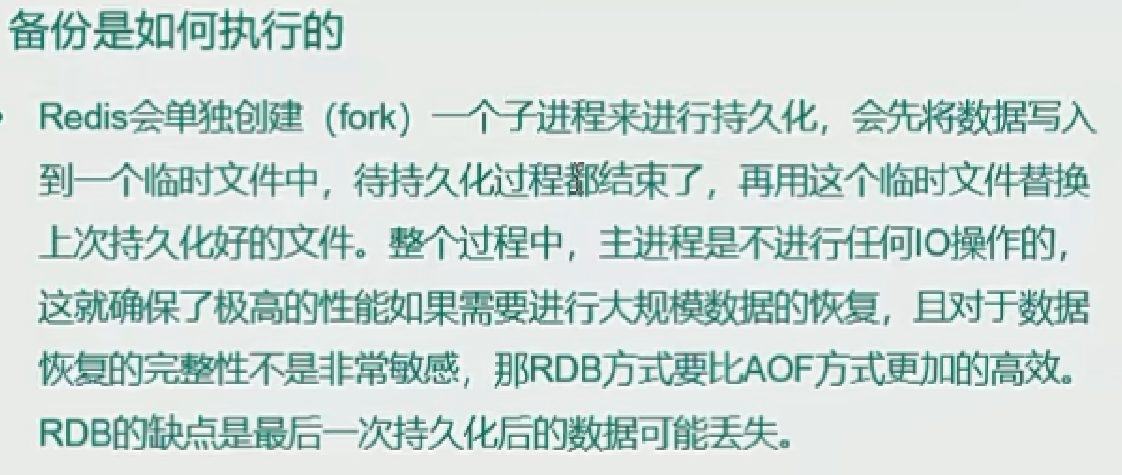 备份是如何执行的
Redis会单独创建（fork）一个子进程来进行持久化，会先将数据写入
到一个临时文件中，待持久化过程都结束了，再用这个临时文件替换
上次持久化好的文件。整个过程中，主进程是不进行任何IO操作的，
这就确保了极高的性能如果需要进行大规模数据的恢复，且对于数据
恢复的完整性不是非常敏感，那RDB方式要比AOF方式更加的高效。
RDB的缺点是最后一次持久化后的数据可能丢失。